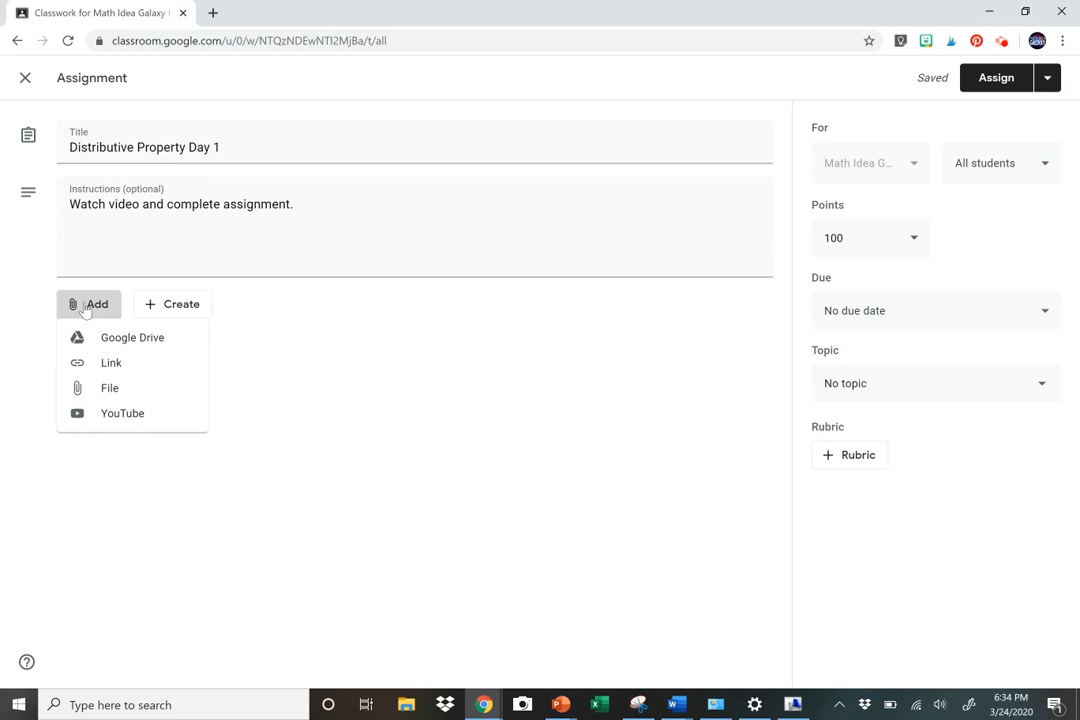 Classwork for Math Idea Galaxy
classroom.google.com/u/0/w/NTQzNDEwNTI2MjBa/t/all
Assignment
Saved
Assign
Title
Distributive Property Day 1
Instructions (optional)
Watch video and complete assignment.
Add
Create
Google Drive
Link
File
YouTube
For
Math Idea G...
All students
Points
100
Due
No due date
Topic
No topic
Rubric
Rubric
Type here to search
6:34 PM
3/24/2020